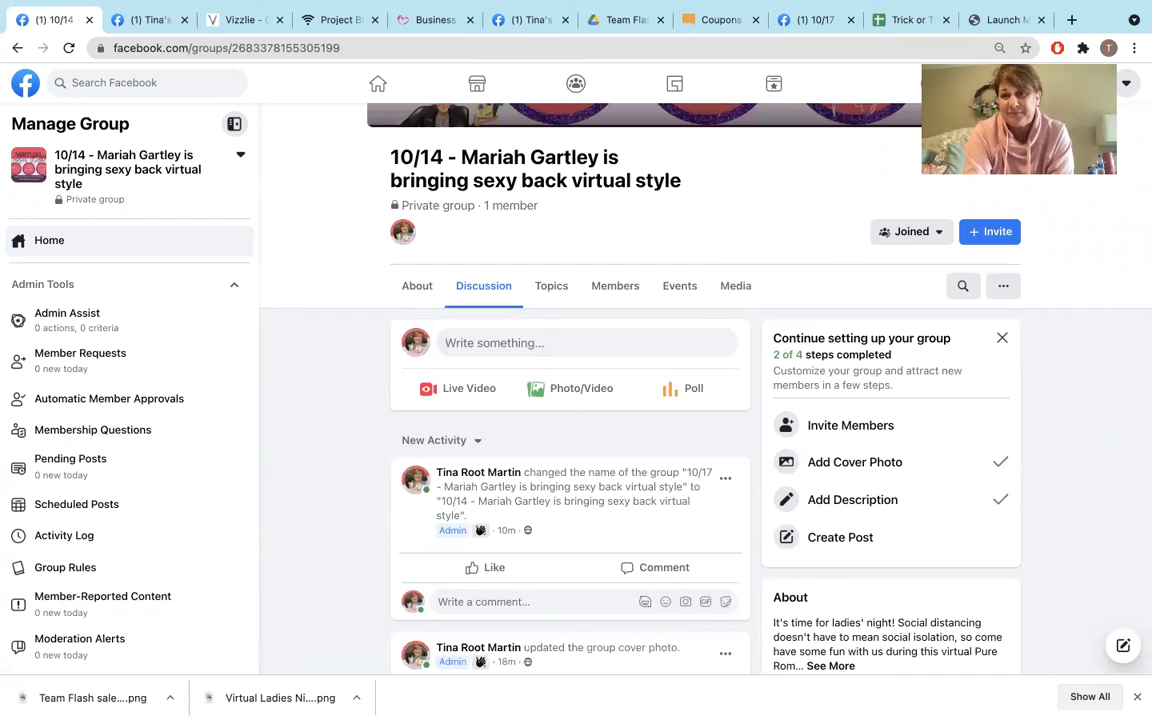 (1) 10/14
(1) Tina's
Vizzlie -
Project B
Business
(1) Tina's
Team Fla
Coupons
(1) 10/17
Trick or T
Launch M
facebook.com/groups/2683378155305199
T
Search Facebook
Manage Group
10/14 - Mariah Gartley is
bringing sexy back virtual
style
Private group
Home
Admin Tools
Admin Assist
0 actions, 0 criteria
Member Requests
0 new today
Automatic Member Approvals
Membership Questions
Pending Posts
0 new today
Scheduled Posts
Activity Log
Group Rules
Member-Reported Content
0 new today
Moderation Alerts
0 new today
10/14 - Mariah Gartley is
bringing sexy back virtual style
Private group · 1 member
Joined
+ Invite
About Discussion Topics Members Events Media
Write something...
Live Video Photo/Video Poll
New Activity
Tina Root Martin changed the name of the group "10/17
- Mariah Gartley is bringing sexy back virtual style" to
"10/14 - Mariah Gartley is bringing sexy back virtual
style".
Admin · 10m ·
Like Comment
Write a comment...
GIF
Tina Root Martin updated the group cover photo.
Admin · 18m ·
Continue setting up your group
2 of 4 steps completed
Customize your group and attract new
members in a few steps.
Invite Members
Add Cover Photo
Add Description
Create Post
About
It's time for ladies' night! Social distancing
doesn't have to mean social isolation, so come
have some fun with us during this virtual Pure
Rom... See More
Team Flash sale....png
Virtual Ladies Ni....png
Show All